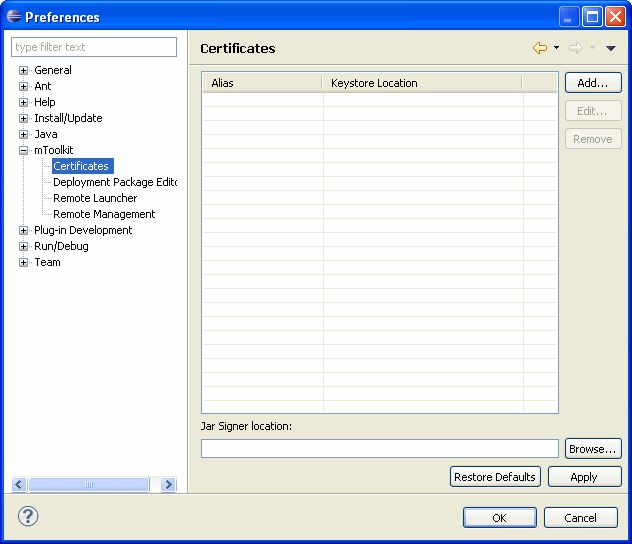 Preferences
type filter text
General
Ant
Help
Install/Update
Java
mToolkit
Certificates
Deployment Package Edito
Remote Launcher
Remote Management
Plug-in Development
Run/Debug
Team
Certificates
Alias Keystore Location
Add...
Edit...
Remove
Jar Signer location:
Browse...
Restore Defaults Apply
? OK Cancel